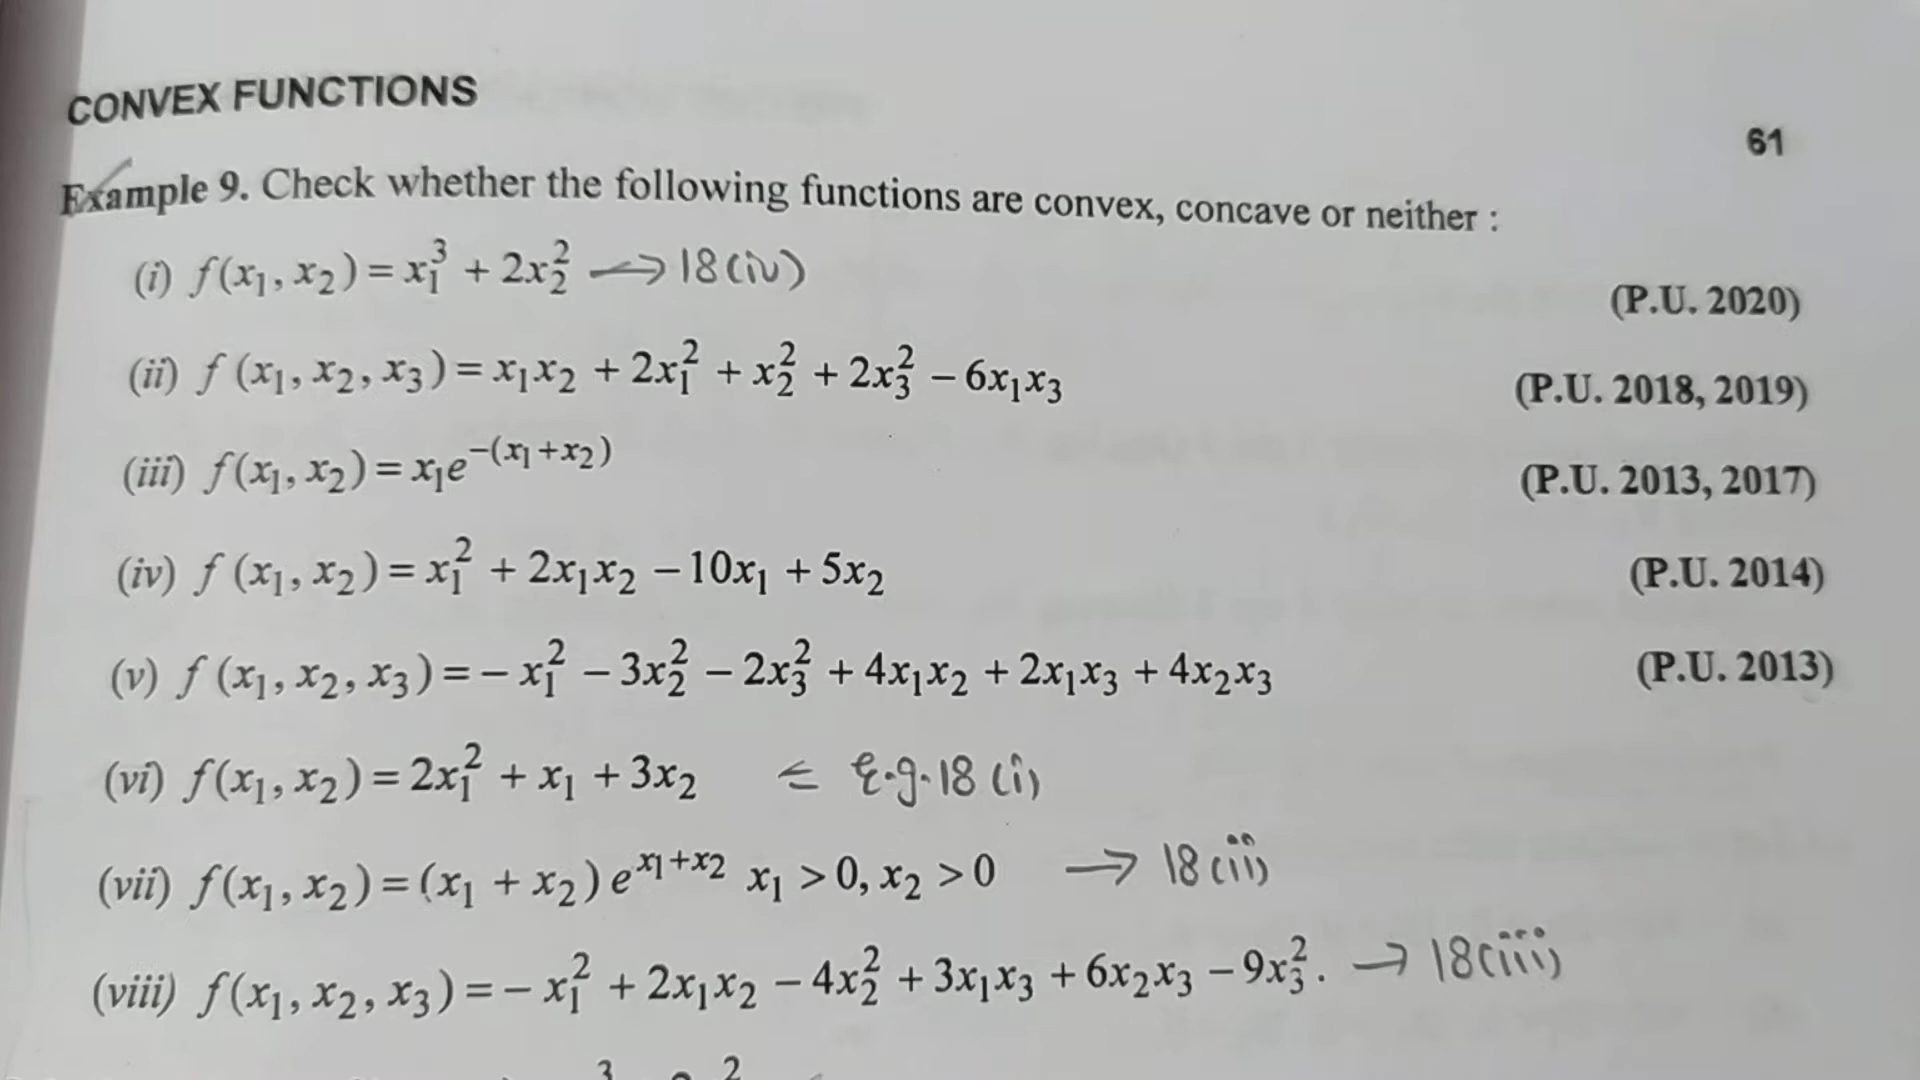 CONVEX FUNCTIONS
61
Example 9. Check whether the following functions are convex, concave or neither :
(i) f(x₁, x₂) = x₁³ + 2x₂² → 18(iv) (P.U. 2020)
(ii) f (x₁, x₂, x₃) = x₁x₂ + 2x₁² + x₂² + 2x₃² − 6x₁x₃ (P.U. 2018, 2019)
(iii) f(x₁, x₂) = x₁e^−(x₁+x₂) (P.U. 2013, 2017)
(iv) f (x₁, x₂) = x₁² + 2x₁x₂ − 10x₁ + 5x₂ (P.U. 2014)
(v) f (x₁, x₂, x₃) = − x₁² − 3x₂² − 2x₃² + 4x₁x₂ + 2x₁x₃ + 4x₂x₃ (P.U. 2013)
(vi) f(x₁, x₂) = 2x₁² + x₁ + 3x₂ ← E.g. 18 (i)
(vii) f(x₁, x₂) = (x₁ + x₂) e^x₁+x₂ x₁ > 0, x₂ > 0 → 18(ii)
(viii) f(x₁, x₂, x₃) = − x₁² + 2x₁x₂ − 4x₂² + 3x₁x₃ + 6x₂x₃ − 9x₃². → 18(iii)